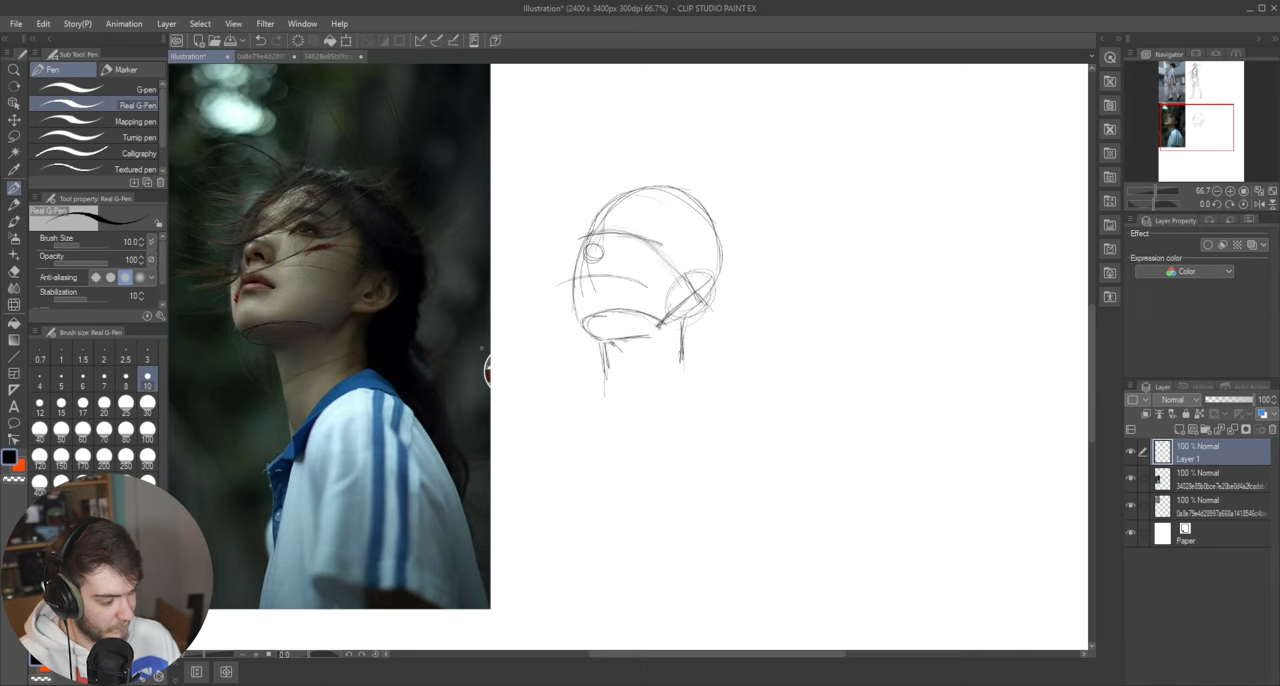 Illustration* (2400 x 3400px 300dpi 66.7%) - CLIP STUDIO PAINT EX
File Edit Story(P) Animation Layer Select View Filter Window Help
Sub Tool: Pen
Illustration*
Pen Marker
G-pen
Real G-Pen
Mapping pen
Turnip pen
Calligraphy
Textured pen
Tool property: Real G-Pen
Real G-Pen
Brush Size 10.0
Opacity 100
Anti-aliasing
Stabilization 10
Brush size: Real G-Pen
0.7 1 1.5 2 2.5 3
4 5 6 7 8 10
12 15 17 20 25 30
40 50 60 70 80 100
120 150 170 200 250 300
Navigator
66.7
0.0
Layer Property
Effect
Expression color
Color
Layer
Normal 100
100 % Normal
Layer 1
100 % Normal
100 % Normal
Paper